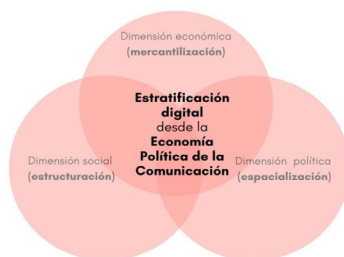 Dimensión económica
(mercantilización)
Estratificación
digital
desde la
Economía
Política de la
Comunicación
Dimensión social
(estructuración)
Dimensión política
(espacialización)